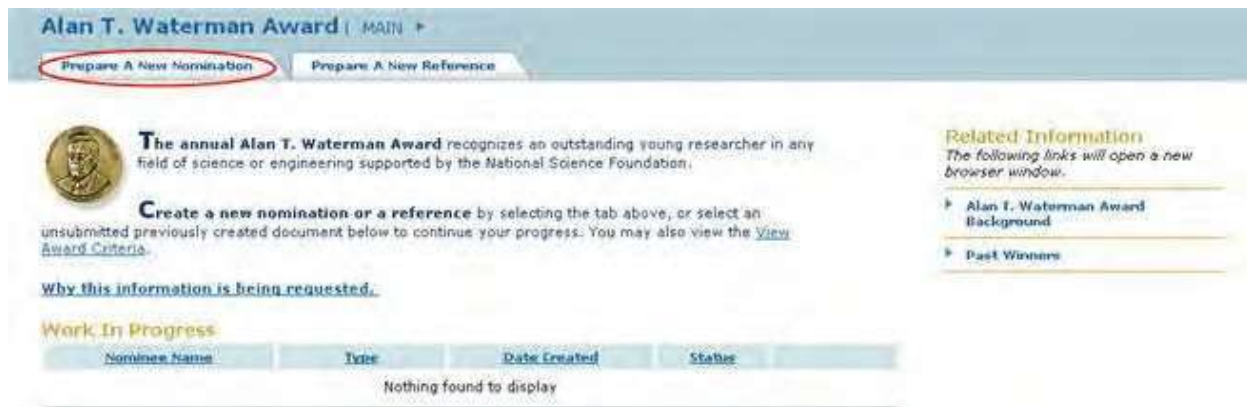 Alan T. Waterman Award | MAIN ▸
Prepare A New Nomination
Prepare A New Reference
The annual Alan T. Waterman Award recognizes an outstanding young researcher in any
field of science or engineering supported by the National Science Foundation.
Create a new nomination or a reference by selecting the tab above, or select an
unsubmitted previously created document below to continue your progress. You may also view the View
Award Criteria.
Why this information is being requested.
Work In Progress
Nominee Name Type Date Created Status
Nothing found to display
Related Information
The following links will open a new
browser window.
Alan T. Waterman Award
Background
Past Winners